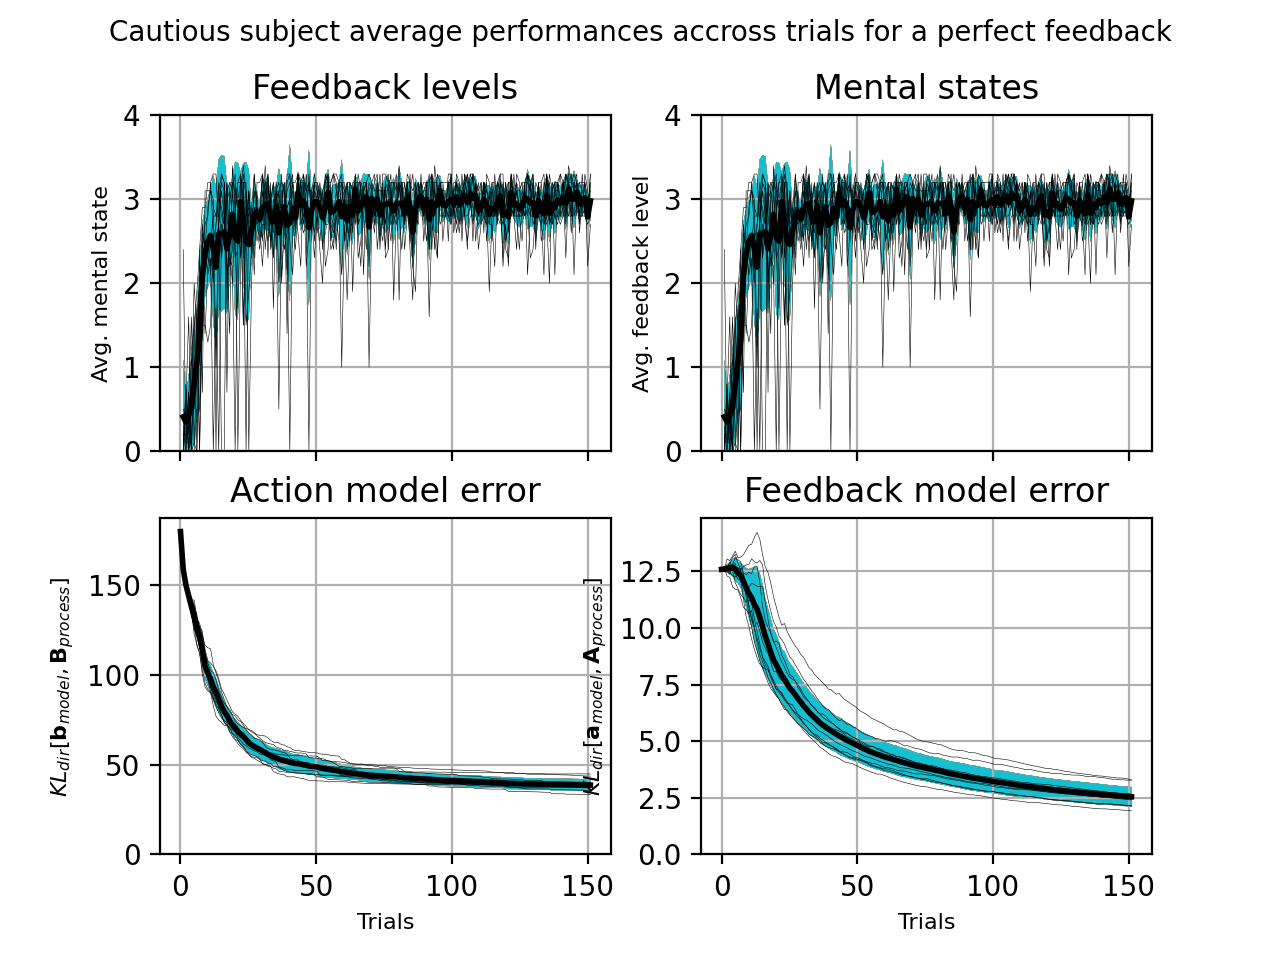 Cautious subject average performances accross trials for a perfect feedback
Feedback levels
Mental states
Avg. mental state
4
3
2
1
0
Avg. feedback level
4
3
2
1
0
Action model error
Feedback model error
KL_dir[b_model, B_process]
150
100
50
0
KL_dir[a_model, A_process]
12.5
10.0
7.5
5.0
2.5
0.0
0 50 100 150
0 50 100 150
Trials
Trials